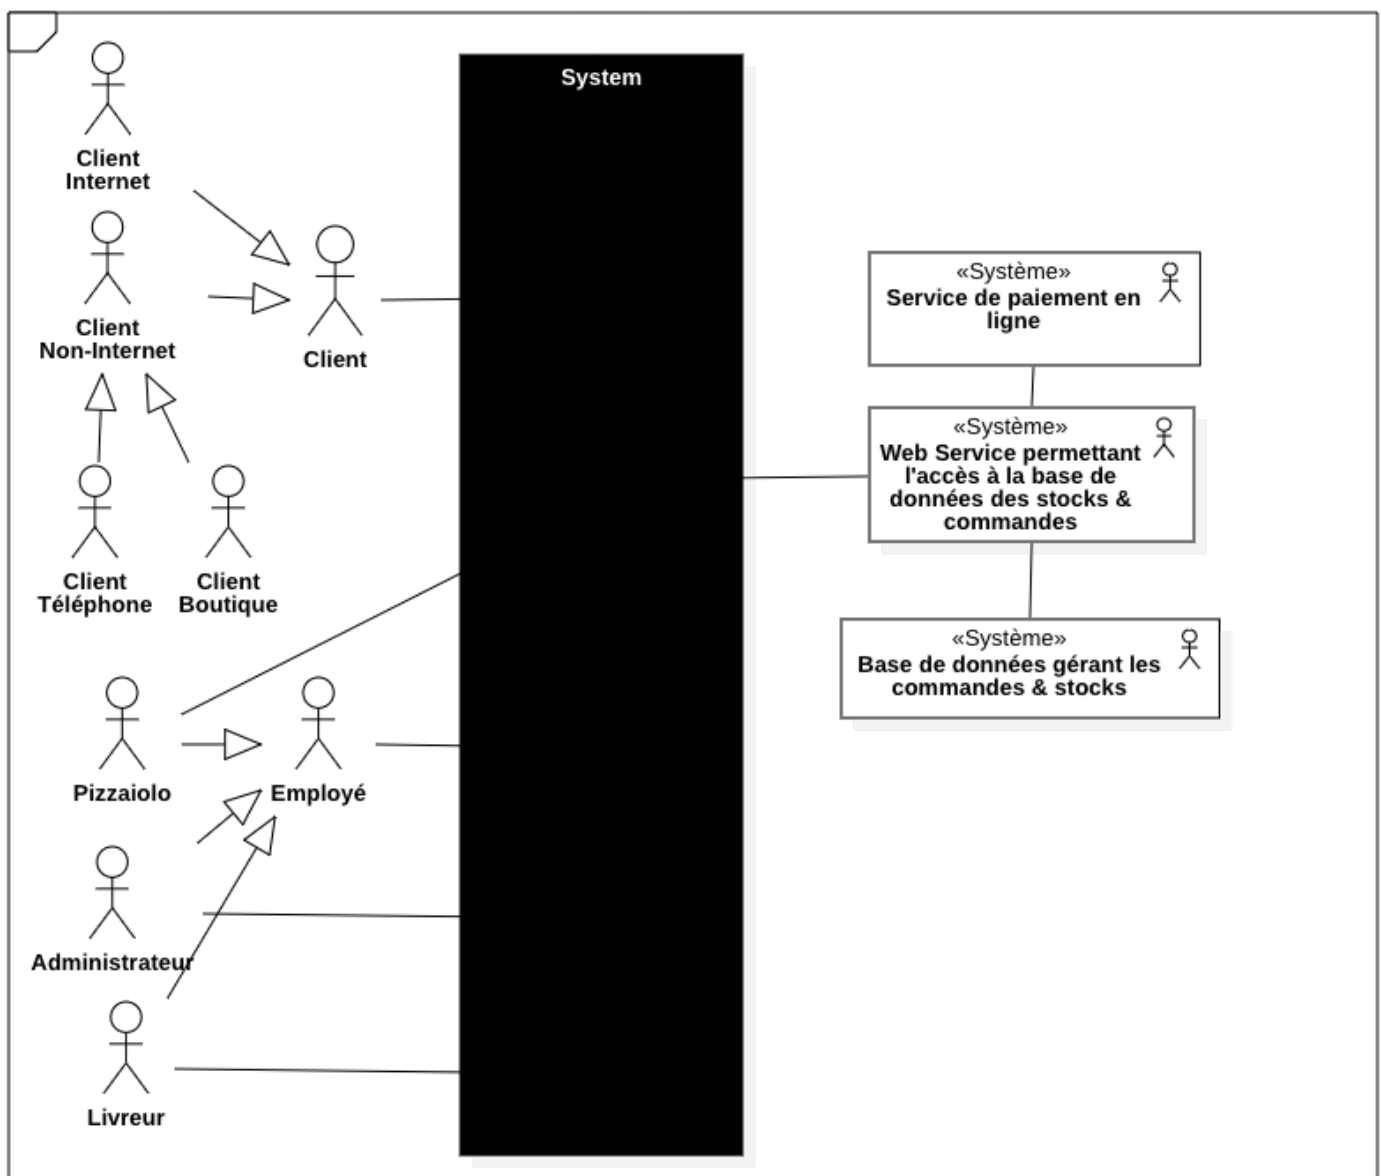 System
Client
Internet
Client
Non-Internet
Client
Client
Téléphone
Client
Boutique
Pizzaiolo
Employé
Administrateur
Livreur
«Système»
Service de paiement en
ligne
«Système»
Web Service permettant
l'accès à la base de
données des stocks &
commandes
«Système»
Base de données gérant les
commandes & stocks